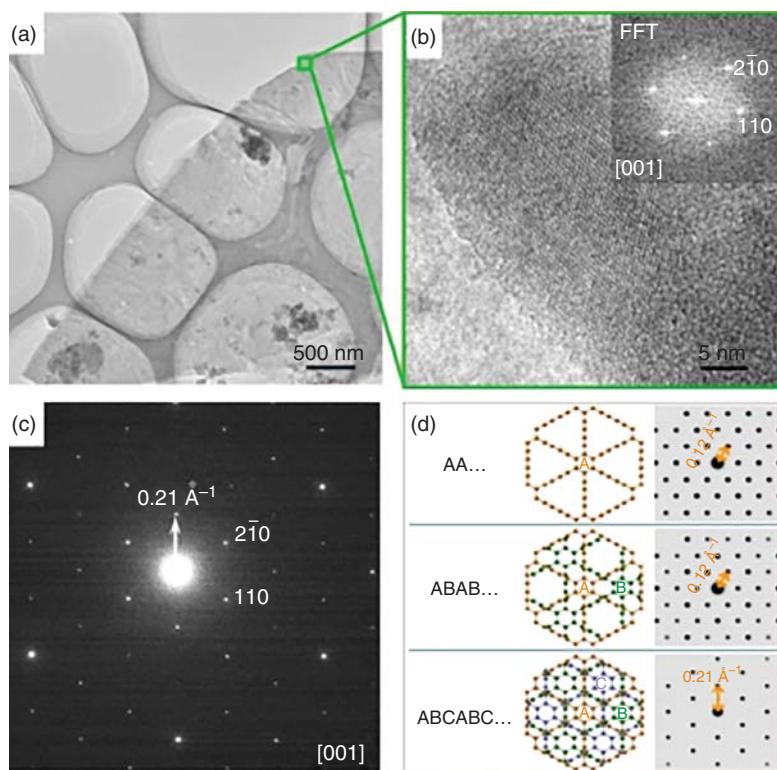 (a)
500 nm
(b)
FFT
21̄0
110
[001]
5 nm
(c)
0.21 A⁻¹
21̄0
110
[001]
(d)
AA...
A
0.12 Å⁻¹
ABAB...
A
B
0.12 Å⁻¹
ABCABC...
C
A
B
0.21 Å⁻¹